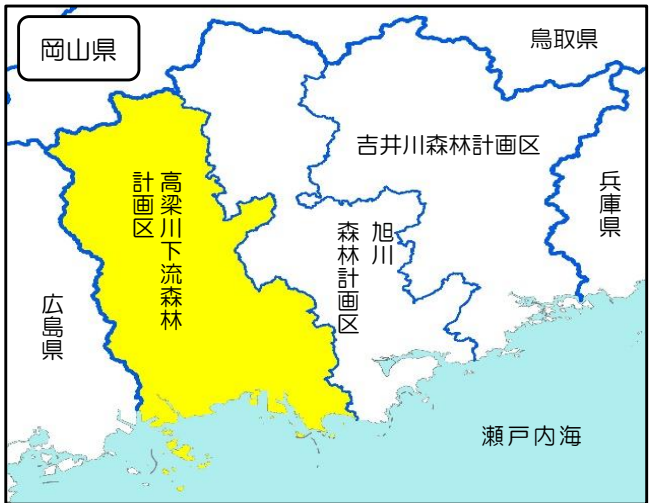 岡山県
鳥取県
吉井川森林計画区
兵庫県
旭川
森林計画区
高梁川下流森林
計画区
広島県
瀬戸内海